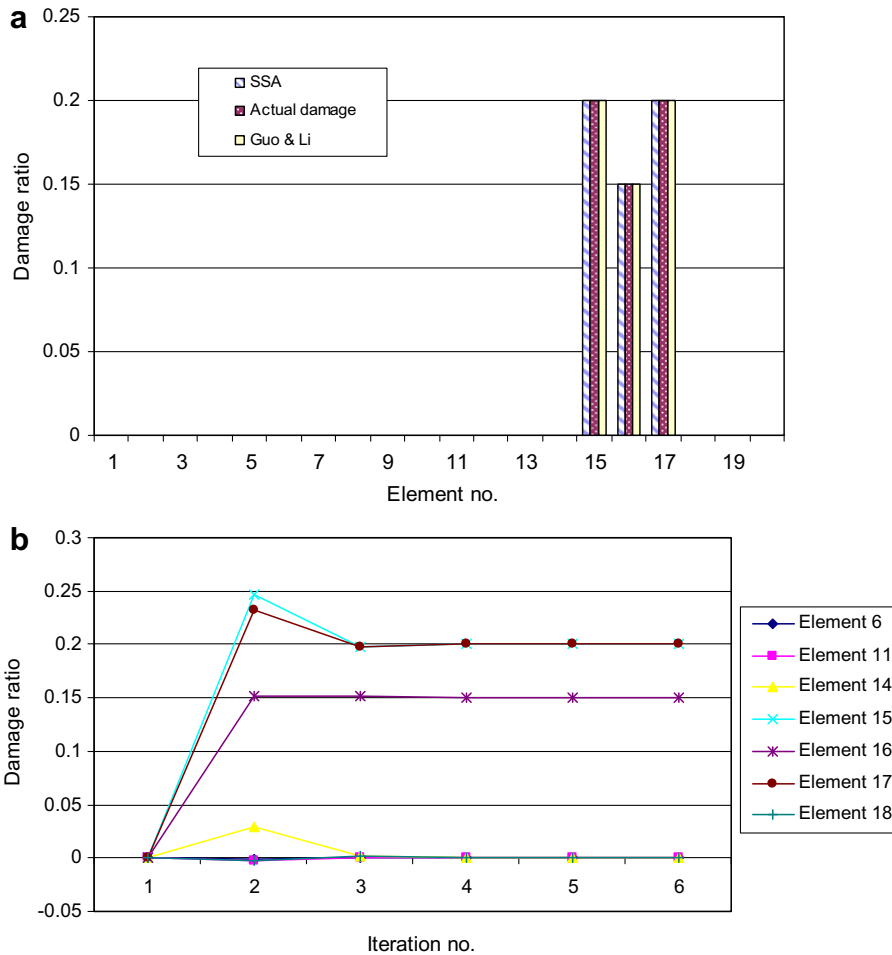 a
0.25
0.2
0.15
0.1
0.05
0
Damage ratio
SSA
Actual damage
Guo & Li
1 3 5 7 9 11 13 15 17 19
Element no.
b
0.3
0.25
0.2
0.15
0.1
0.05
0
-0.05
Damage ratio
1 2 3 4 5 6
Iteration no.
Element 6
Element 11
Element 14
Element 15
Element 16
Element 17
Element 18